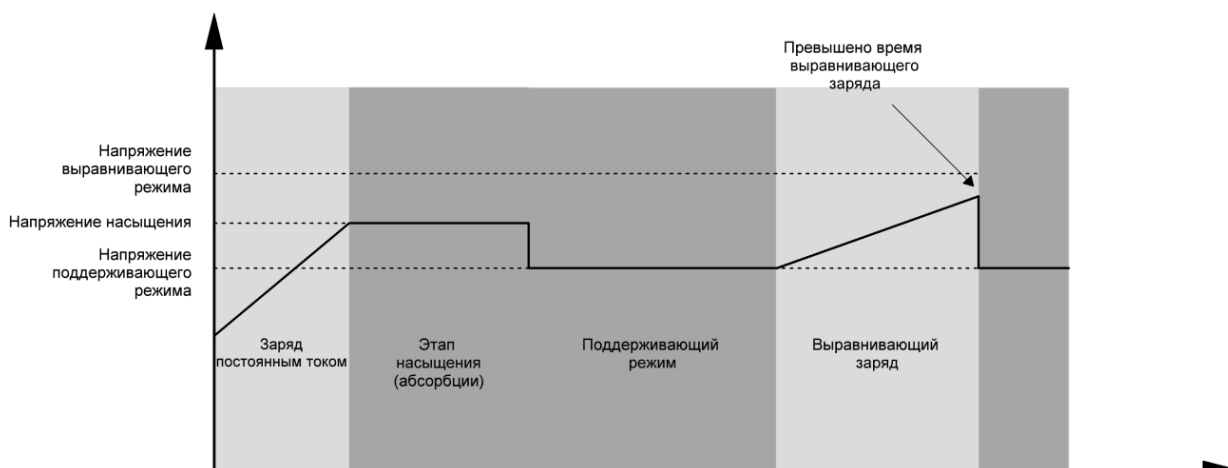 Превышено время
выравнивающего
заряда
Напряжение
выравнивающего
режима
Напряжение насыщения
Напряжение
поддерживающего
режима
Заряд
постоянным током
Этап
насыщения
(абсорбции)
Поддерживающий
режим
Выравнивающий
заряд